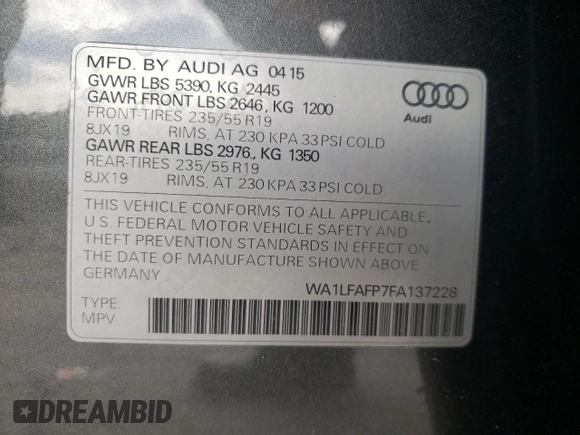 MFD. BY AUDI AG 04 15
GVWR LBS 5390, KG 2445
GAWR FRONT LBS 2646, KG 1200
FRONT-TIRES 235/55 R19
8JX19 RIMS, AT 230 KPA 33 PSI COLD
GAWR REAR LBS 2976., KG 1350
REAR-TIRES 235/55 R19
8JX19 RIMS, AT 230 KPA 33 PSI COLD
Audi
THIS VEHICLE CONFORMS TO ALL APPLICABLE.
U.S. FEDERAL MOTOR VEHICLE SAFETY AND
THEFT PREVENTION STANDARDS IN EFFECT ON
THE DATE OF MANUFACTURE SHOWN ABOVE
GERMANY
WA1LFAFP7FA137228
TYPE:
MPV
DREAMBID